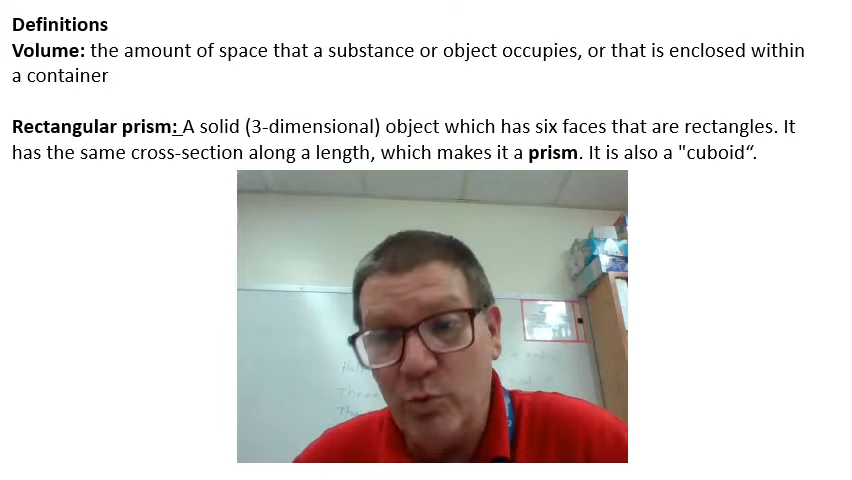 Definitions
Volume: the amount of space that a substance or object occupies, or that is enclosed within
a container
Rectangular prism: A solid (3-dimensional) object which has six faces that are rectangles. It
has the same cross-section along a length, which makes it a prism. It is also a "cuboid“.